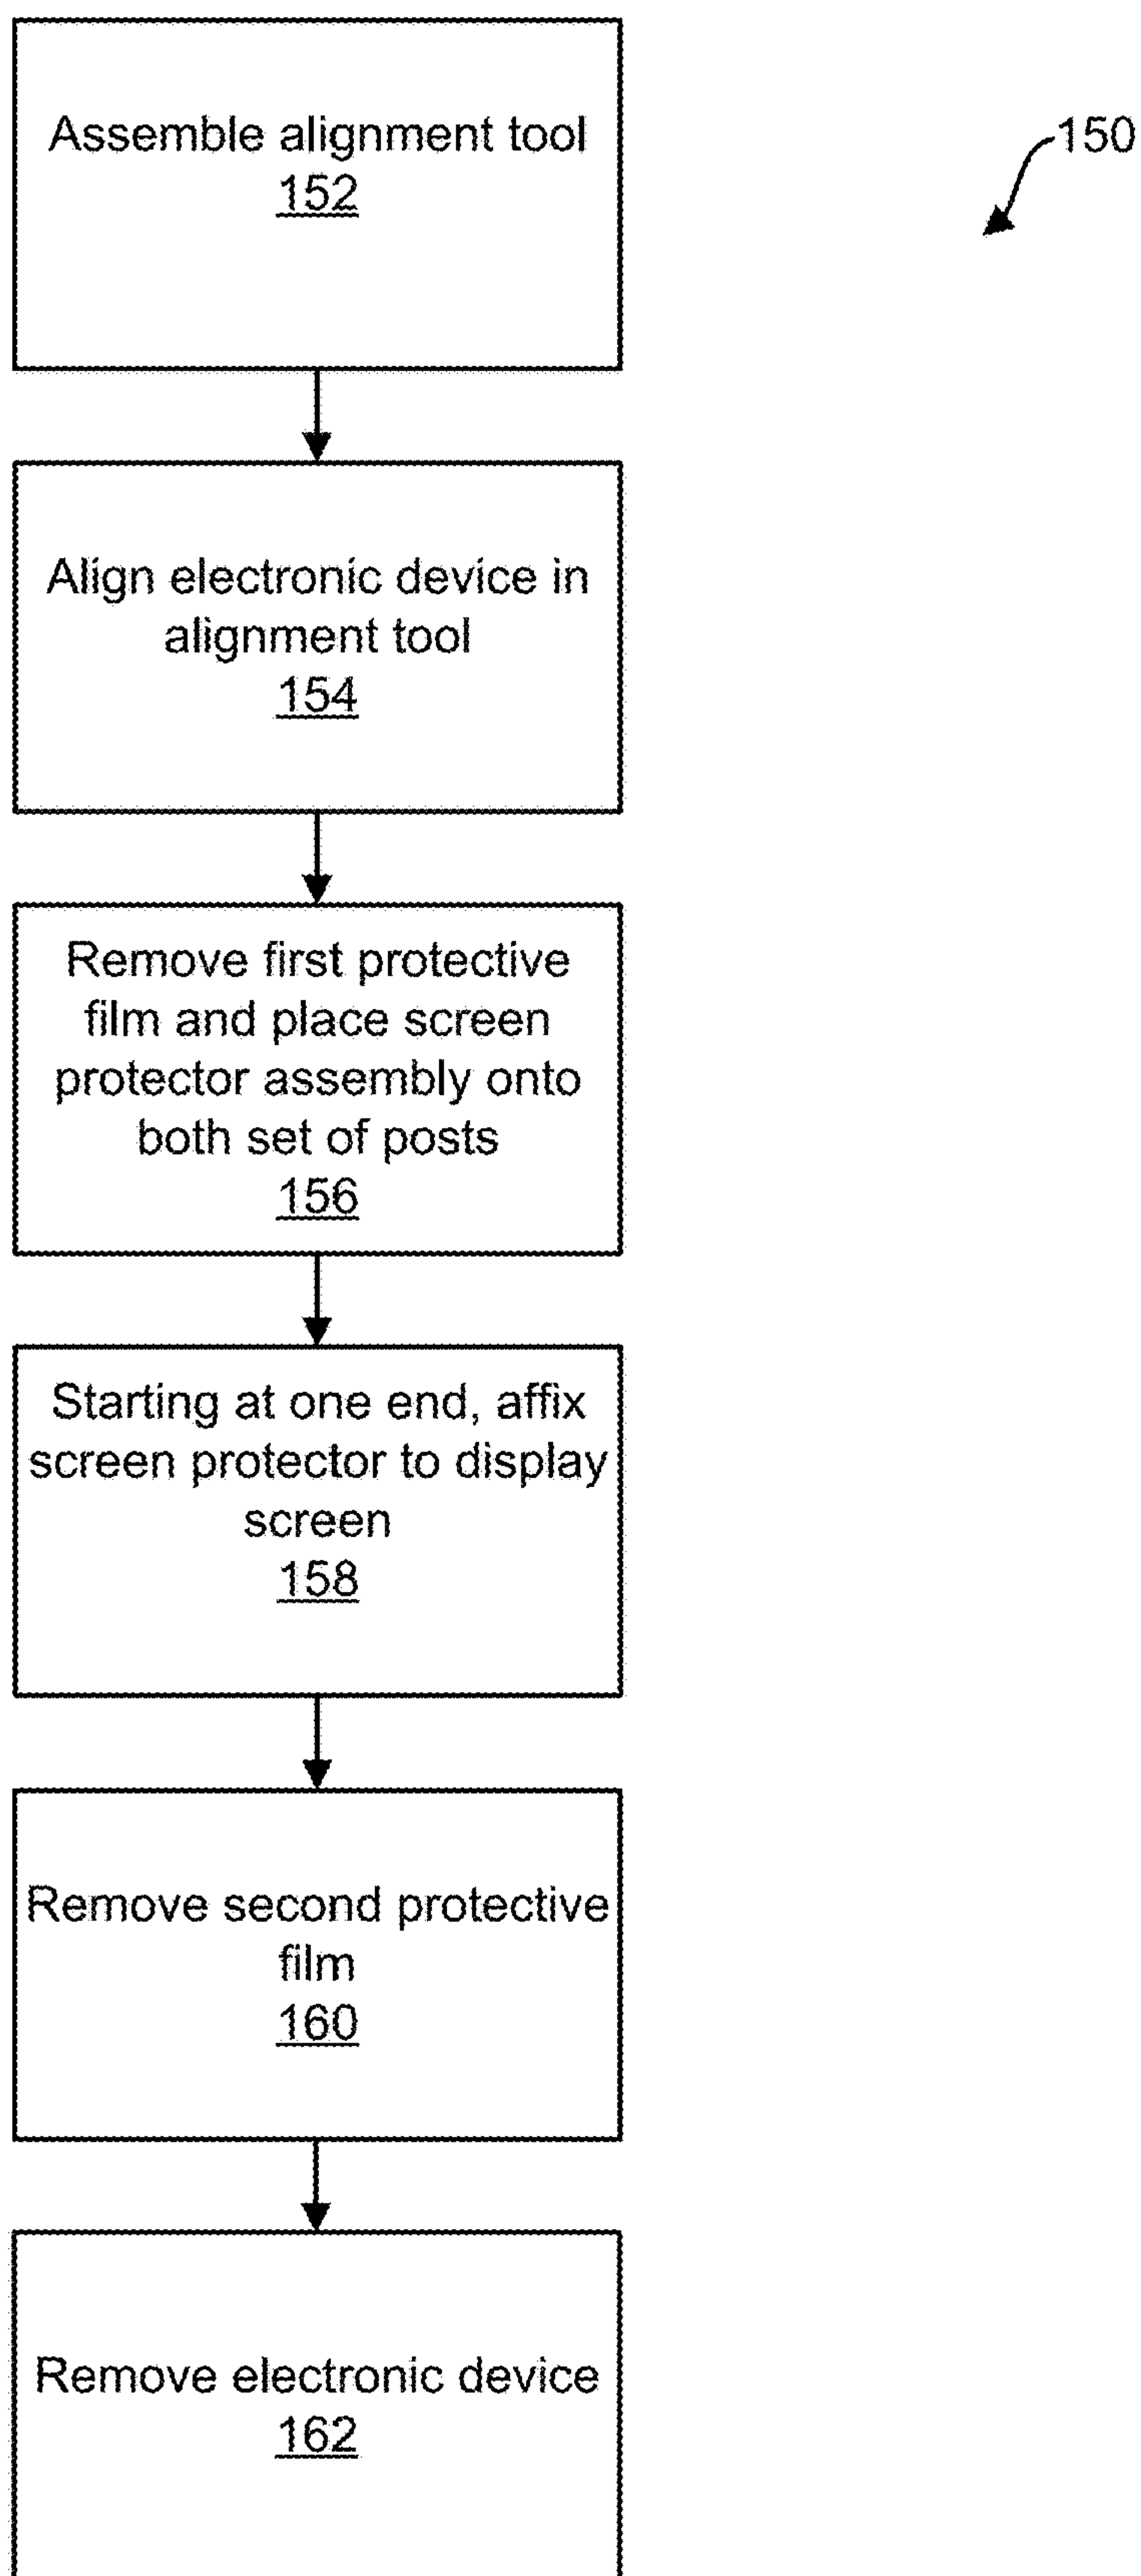 Assemble alignment tool
152
150
Align electronic device in
alignment tool
154
Remove first protective
film and place screen
protector assembly onto
both set of posts
156
Starting at one end, affix
screen protector to display
screen
158
Remove second protective
film
160
Remove electronic device
162